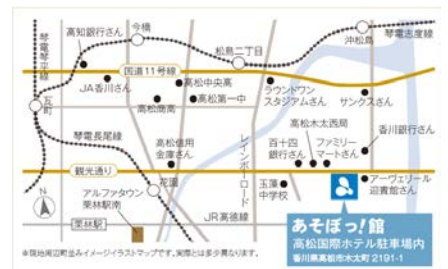 今橋
琴電琴平線
高知銀行さん
松島二丁目
沖松島
琴電志度線
国道11号線
JA香川さん
高松中央高
高松商高
高松第一中
ラウンドワン
スタジアムさん
サンクスさん
瓦町
琴電長尾線
高松信用
金庫さん
レインボーロード
高松木太西局
百十四
銀行さん
ファミリー
マートさん
香川銀行さん
観光通り
花園
玉藻
中学校
アーヴェリール
迎賓館さん
アルファタウン
栗林駅南
N
栗林駅
JR高徳線
あそぼっ!館
高松国際ホテル駐車場内
香川県高松市木太町 2191-1
※現地周辺町並みイメージイラストマップです。実際とは多少異なります。